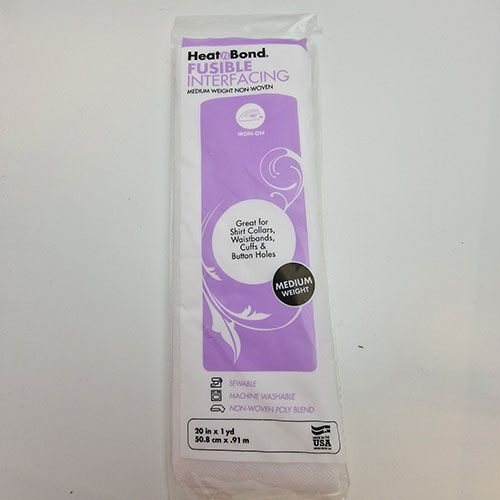 HeatnBond®
FUSIBLE
INTERFACING
MEDIUM WEIGHT NON-WOVEN
IRON-ON
Great for
Shirt Collars,
Waistbands,
Cuffs &
Button Holes
MEDIUM
WEIGHT
SEWABLE
MACHINE WASHABLE
NON-WOVEN POLY BLEND
20 in x 1 yd
50.8 cm x .91 m
MADE IN THE
USA